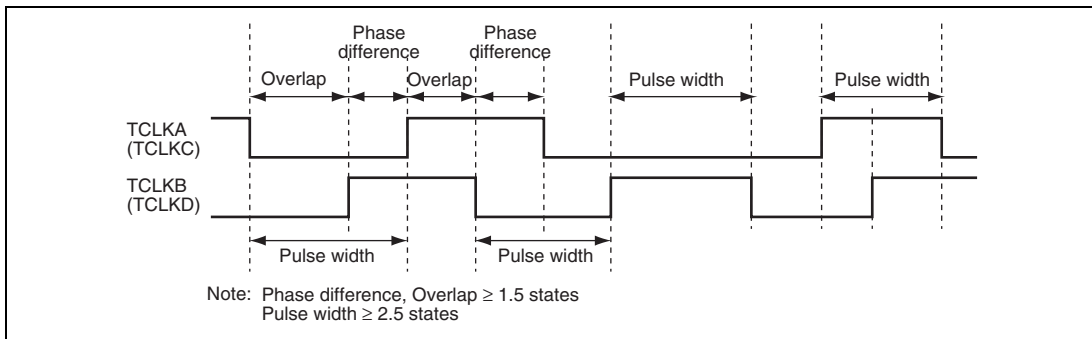 Phase
difference
Phase
difference
Overlap
Overlap
Pulse width
Pulse width
TCLKA
(TCLKC)
TCLKB
(TCLKD)
Pulse width
Pulse width
Note: Phase difference, Overlap ≥ 1.5 states
Pulse width ≥ 2.5 states